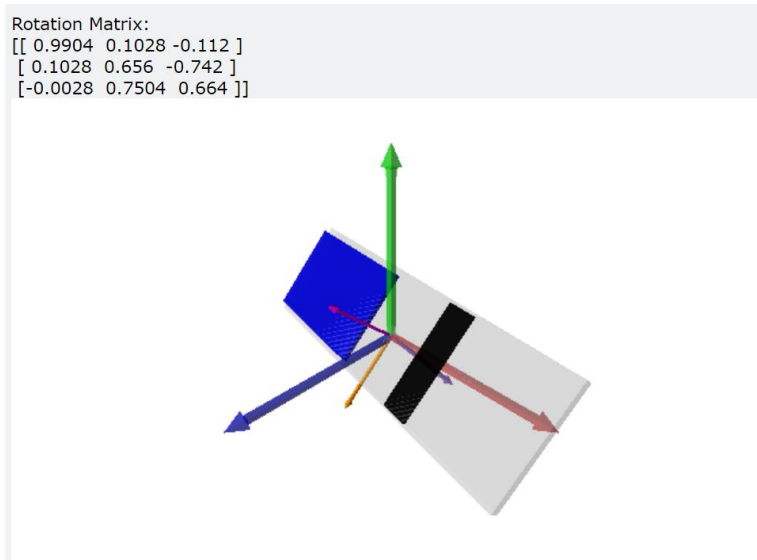 Rotation Matrix:
[[ 0.9904 0.1028 -0.112 ]
[ 0.1028 0.656 -0.742 ]
[-0.0028 0.7504 0.664 ]]